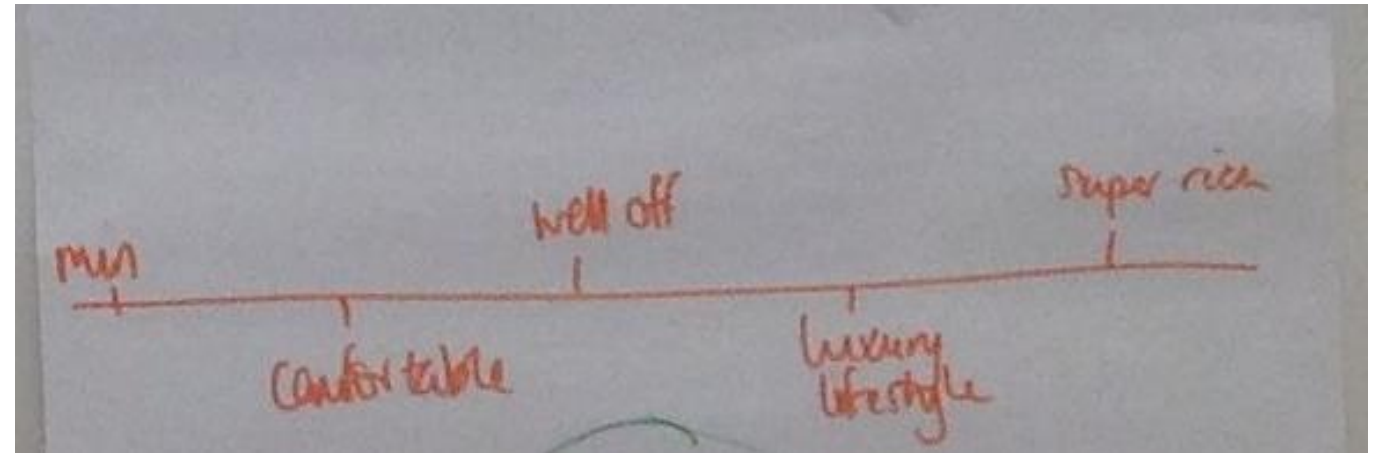 min
comfortable
well off
luxury
lifestyle
super rich